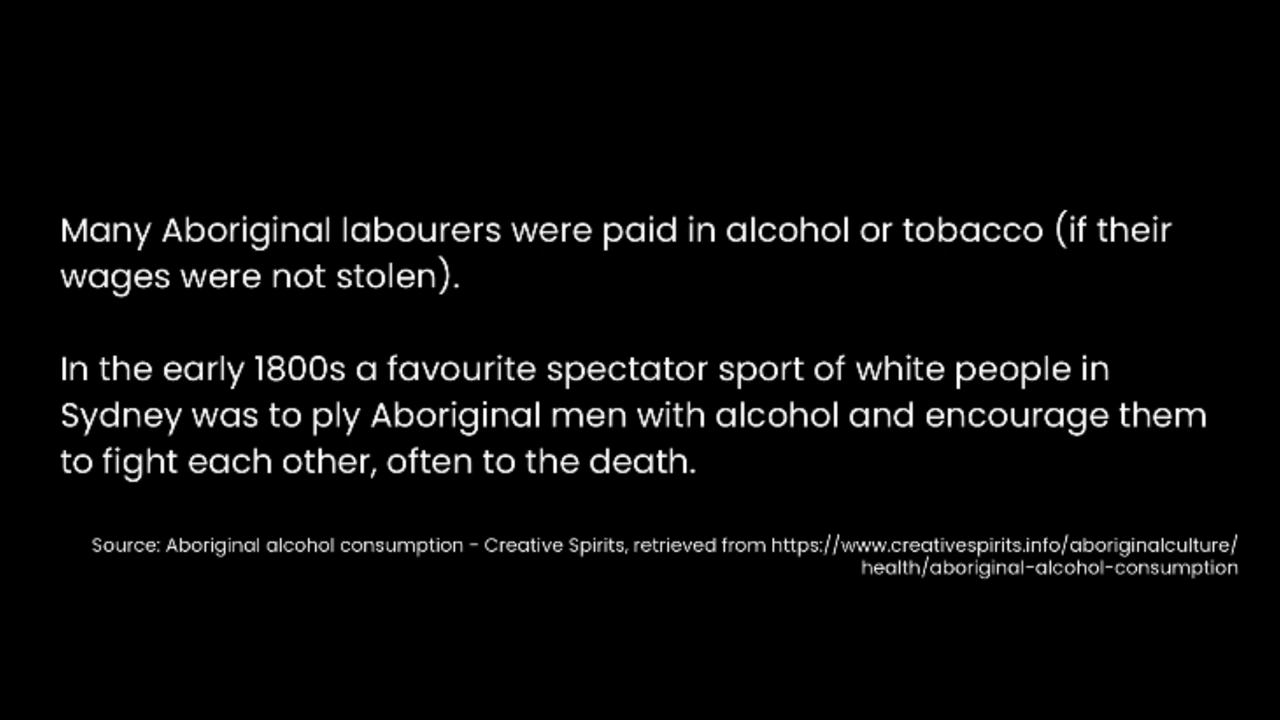 Many Aboriginal labourers were paid in alcohol or tobacco (if their
wages were not stolen).
In the early 1800s a favourite spectator sport of white people in
Sydney was to ply Aboriginal men with alcohol and encourage them
to fight each other, often to the death.
Source: Aboriginal alcohol consumption - Creative Spirits, retrieved from https://www.creativespirits.info/aboriginalculture/
health/aboriginal-alcohol-consumption